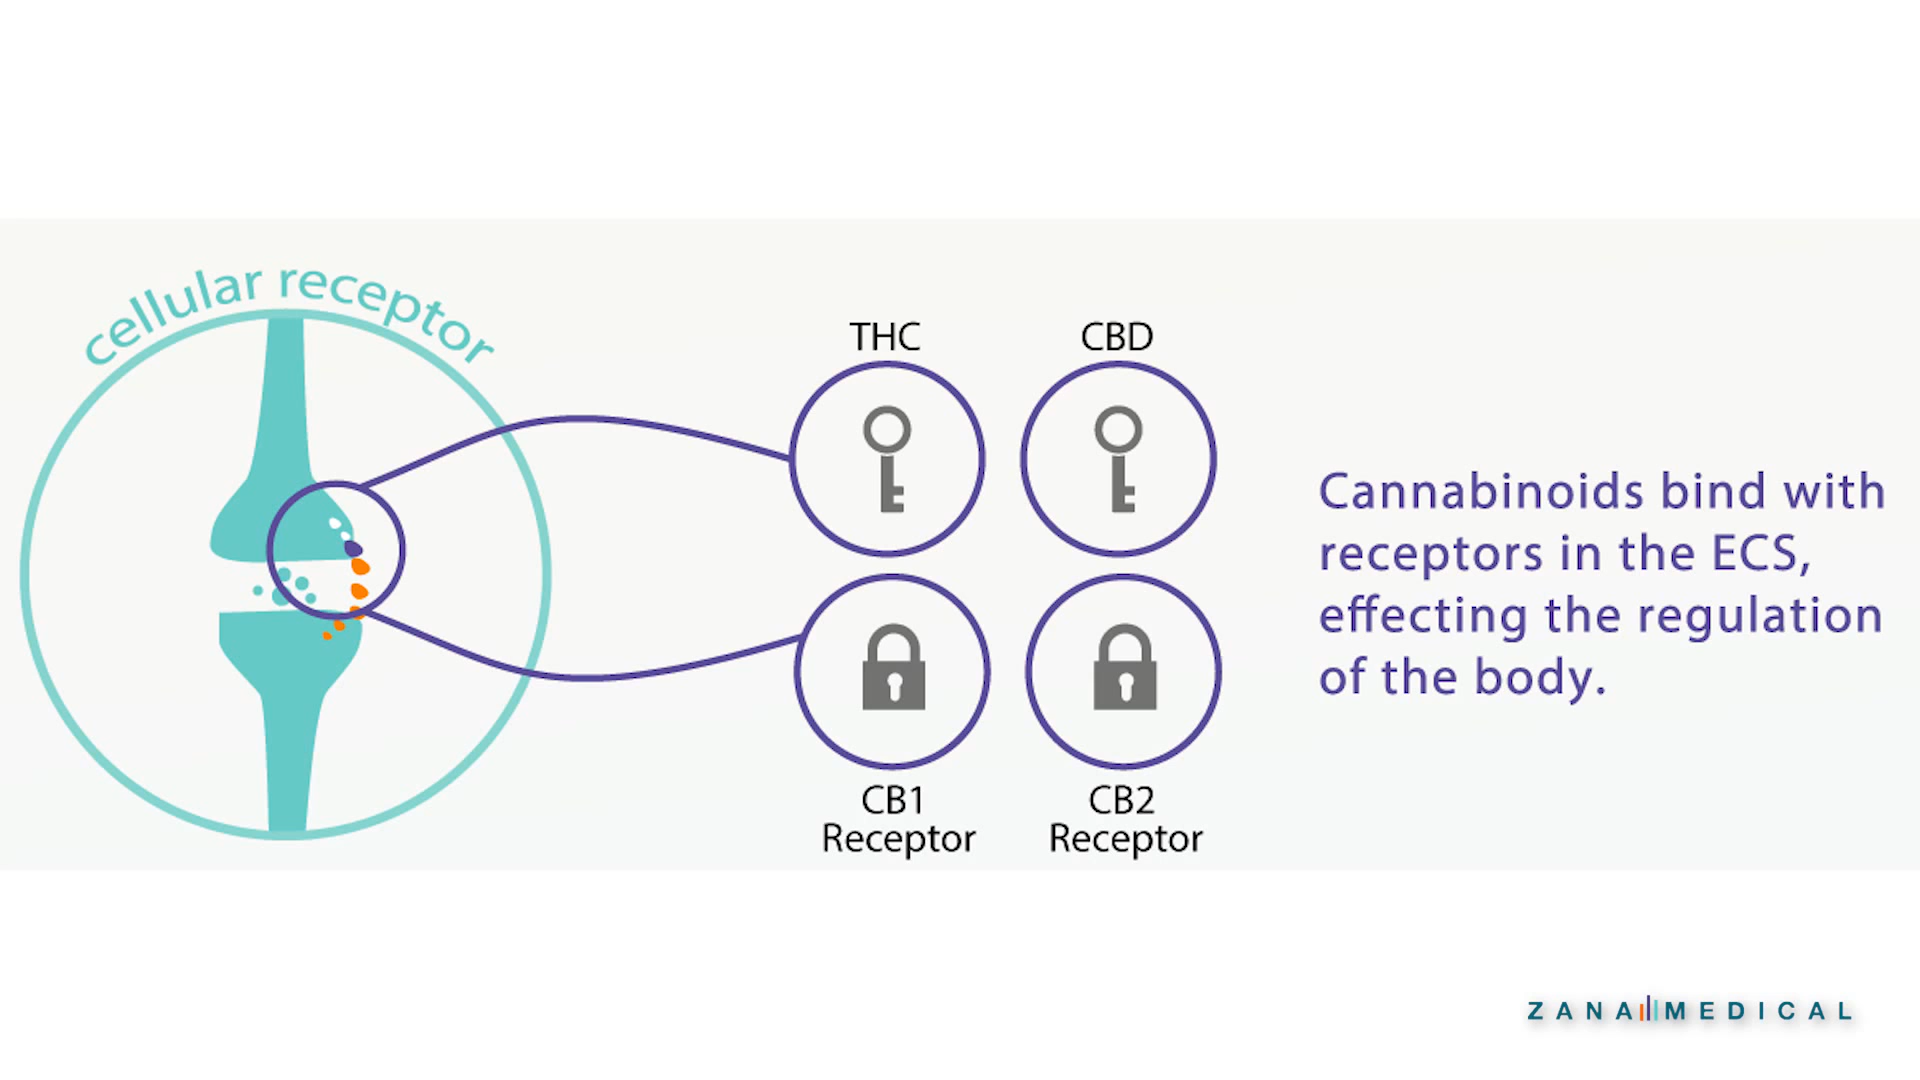 cellular receptor
THC
CBD
CB1
Receptor
CB2
Receptor
Cannabinoids bind with
receptors in the ECS,
effecting the regulation
of the body.
ZANA MEDICAL